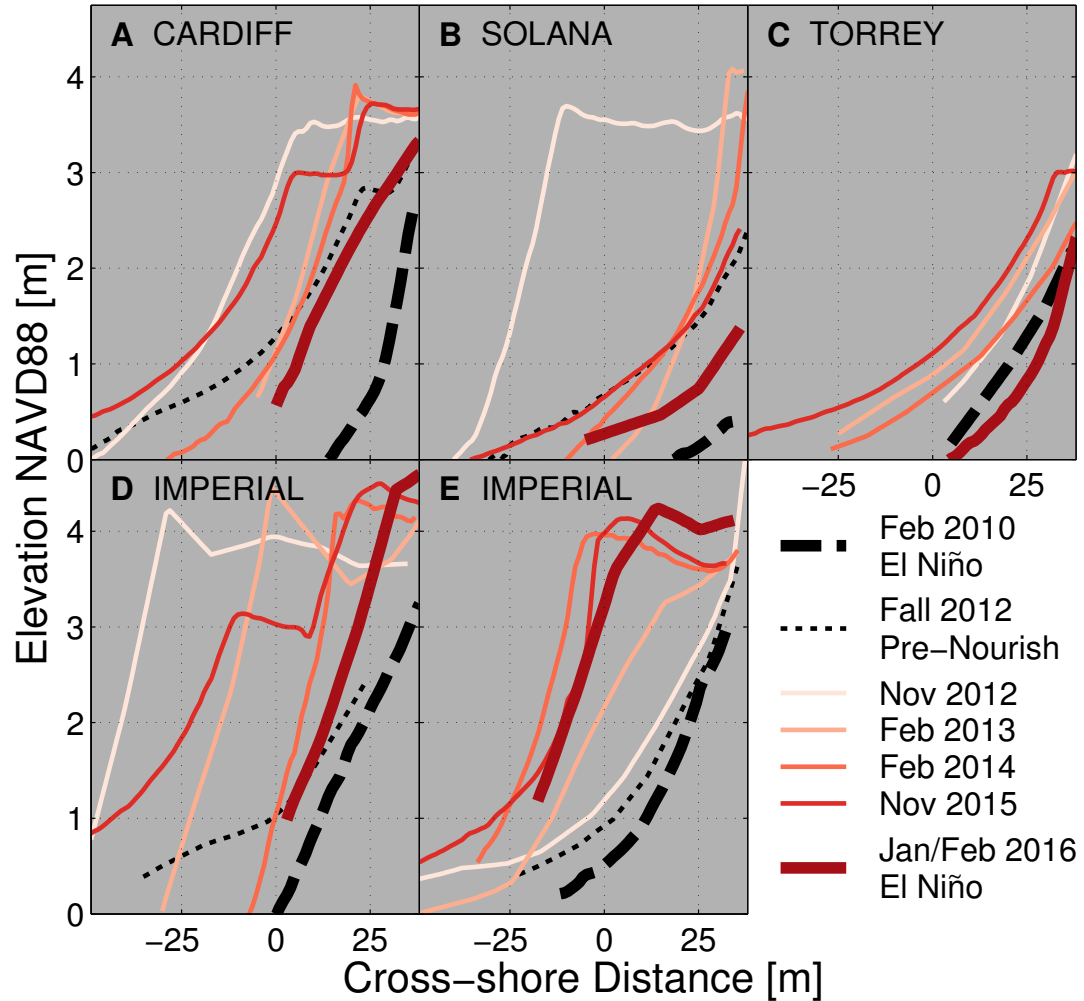 A CARDIFF
B SOLANA
C TORREY
4
3
2
1
0
−25
0
25
D IMPERIAL
E IMPERIAL
4
3
2
1
0
−25
0
25
−25
0
25
Elevation NAVD88 [m]
Cross−shore Distance [m]
Feb 2010
El Niño
Fall 2012
Pre−Nourish
Nov 2012
Feb 2013
Feb 2014
Nov 2015
Jan/Feb 2016
El Niño